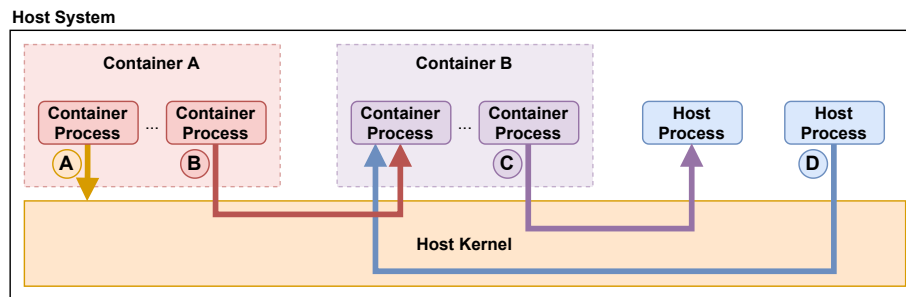 Host System
Container A
Container B
Container
Process
...
Container
Process
Container
Process
...
Container
Process
Host
Process
Host
Process
A
B
C
D
Host Kernel